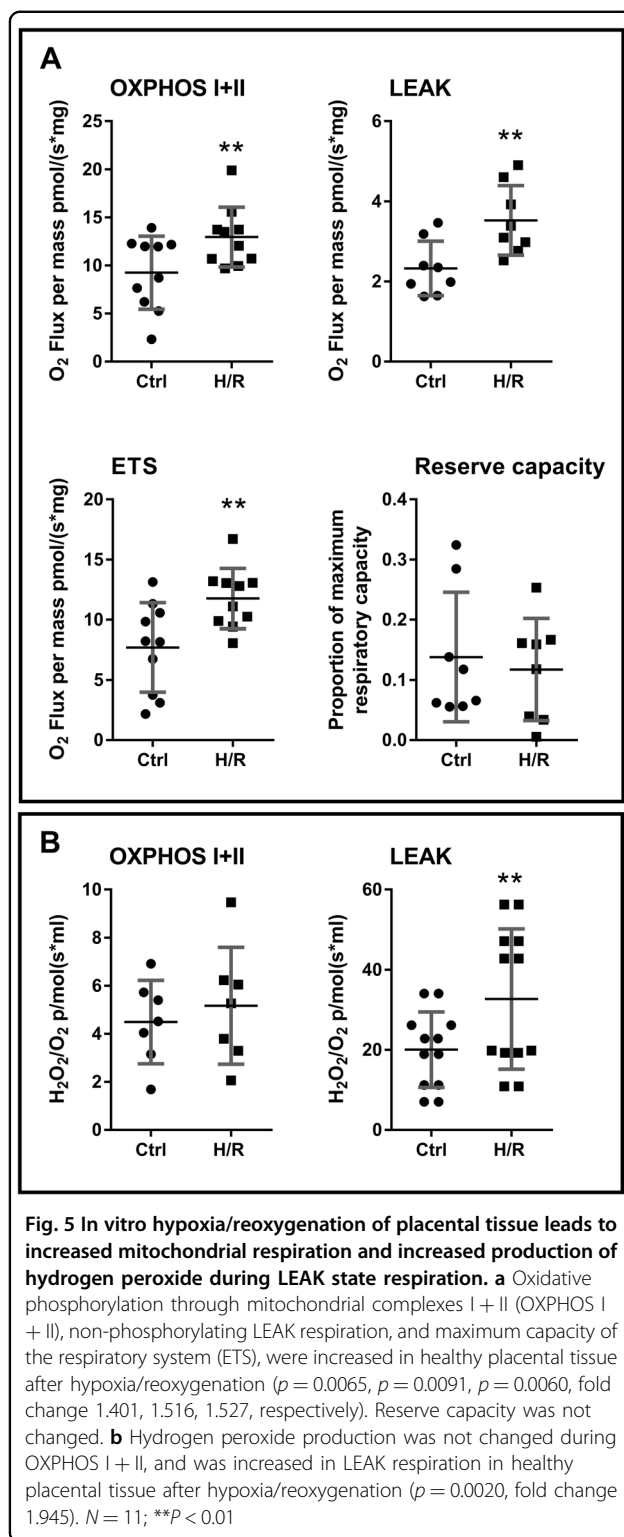 A
OXPHOS I+II
LEAK
O₂ Flux per mass pmol/(s*mg)
25
20
15
10
5
0
**
Ctrl
H/R
O₂ Flux per mass pmol/(s*mg)
6
4
2
0
**
Ctrl
H/R
ETS
Reserve capacity
O₂ Flux per mass pmol/(s*mg)
20
15
10
5
0
**
Ctrl
H/R
Proportion of maximum
respiratory capacity
0.4
0.3
0.2
0.1
0.0
Ctrl
H/R
B
OXPHOS I+II
LEAK
H₂O₂/O₂ p/mol(s*ml)
10
8
6
4
2
0
Ctrl
H/R
H₂O₂/O₂ p/mol(s*ml)
60
40
20
0
**
Ctrl
H/R
Fig. 5 In vitro hypoxia/reoxygenation of placental tissue leads to
increased mitochondrial respiration and increased production of
hydrogen peroxide during LEAK state respiration. a Oxidative
phosphorylation through mitochondrial complexes I + II (OXPHOS I
+ II), non-phosphorylating LEAK respiration, and maximum capacity of
the respiratory system (ETS), were increased in healthy placental tissue
after hypoxia/reoxygenation (p = 0.0065, p = 0.0091, p = 0.0060, fold
change 1.401, 1.516, 1.527, respectively). Reserve capacity was not
changed. b Hydrogen peroxide production was not changed during
OXPHOS I + II, and was increased in LEAK respiration in healthy
placental tissue after hypoxia/reoxygenation (p = 0.0020, fold change
1.945). N = 11; **P < 0.01